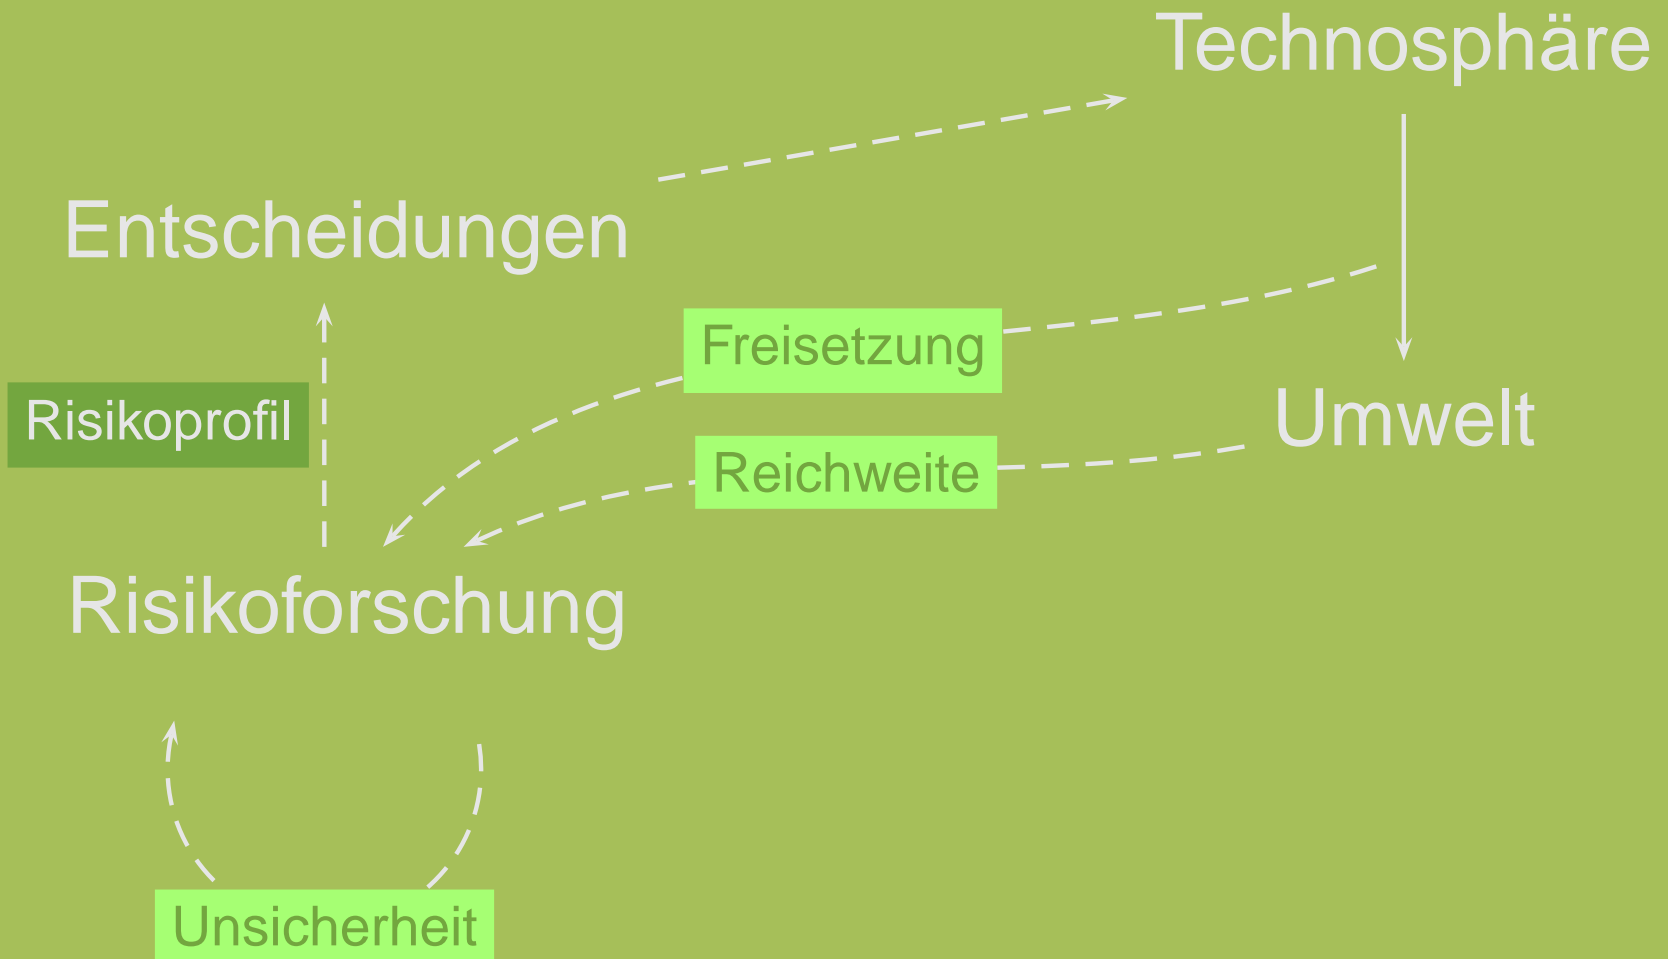 Technosphäre
Entscheidungen
Freisetzung
Risikoprofil
Umwelt
Reichweite
Risikoforschung
Unsicherheit